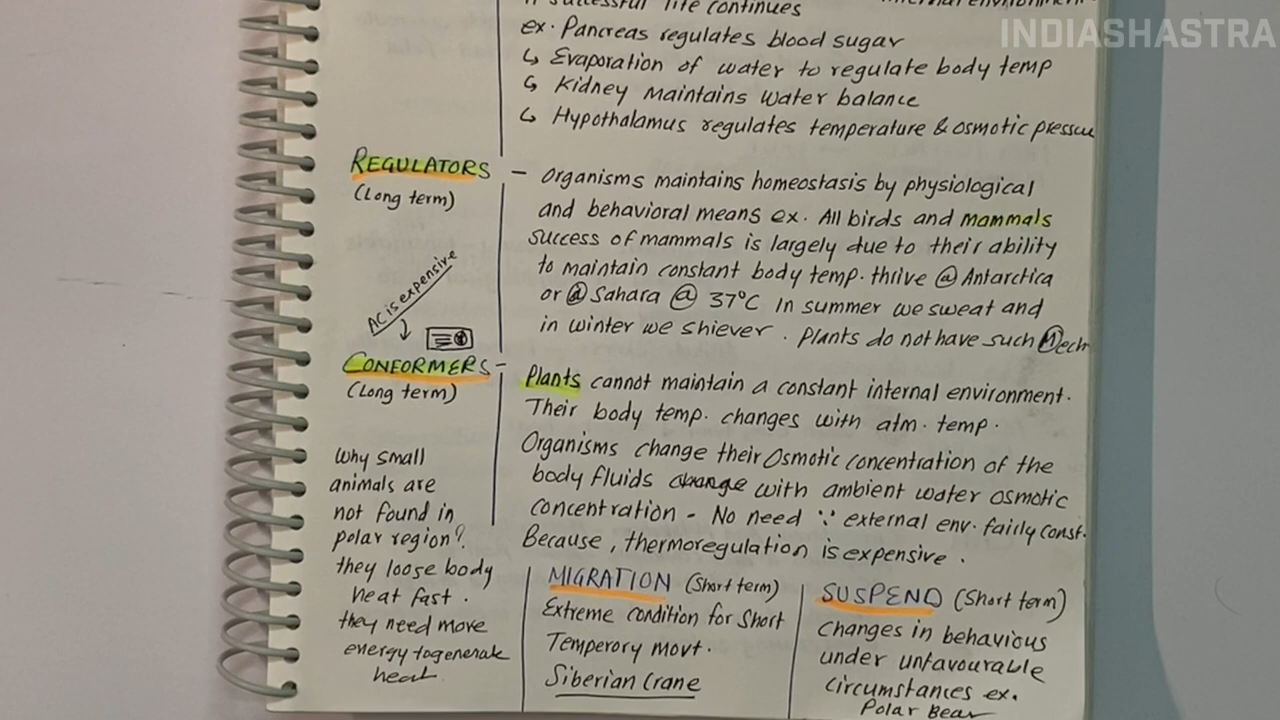 INDIASHASTRA
successful life continues
ex. Pancreas regulates blood sugar
↳ Evaporation of water to regulate body temp
↳ Kidney maintains water balance
↳ Hypothalamus regulates temperature & osmotic pressu
REGULATORS
(Long term)
— Organisms maintains homeostasis by physiological
and behavioral means ex. All birds and mammals
success of mammals is largely due to their ability
to maintain constant body temp. thrive @ Antarctica
or @ Sahara @ 37°C In summer we sweat and
in winter we shiever. Plants do not have such Mech
AC is expensive
CONFORMERS -
(Long term)
Plants cannot maintain a constant internal environment.
Their body temp. changes with atm. temp.
Organisms change their Osmotic concentration of the
body fluids change with ambient water osmotic
concentration - No need ∵ external env. fairly const.
Because, thermoregulation is expensive.
Why small
animals are
not found in
polar region?
they loose body
heat fast.
they need more
energy to generate
heat
MIGRATION (Short term)
Extreme condition for Short
Temperory movt.
Siberian Crane
SUSPEND (Short term)
changes in behavious
under unfavourable
circumstances ex.
Polar Bear